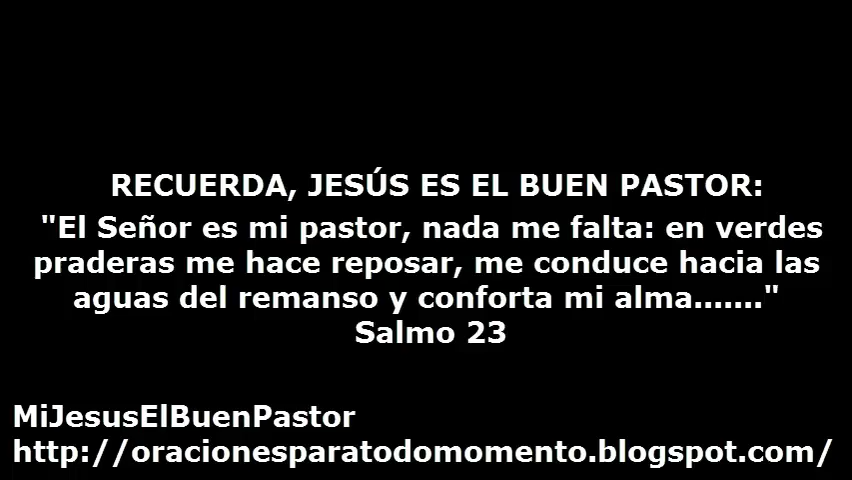 RECUERDA, JESÚS ES EL BUEN PASTOR:
"El Señor es mi pastor, nada me falta: en verdes
praderas me hace reposar, me conduce hacia las
aguas del remanso y conforta mi alma......."
Salmo 23
MiJesusElBuenPastor
http://oracionesparatodomomento.blogspot.com/